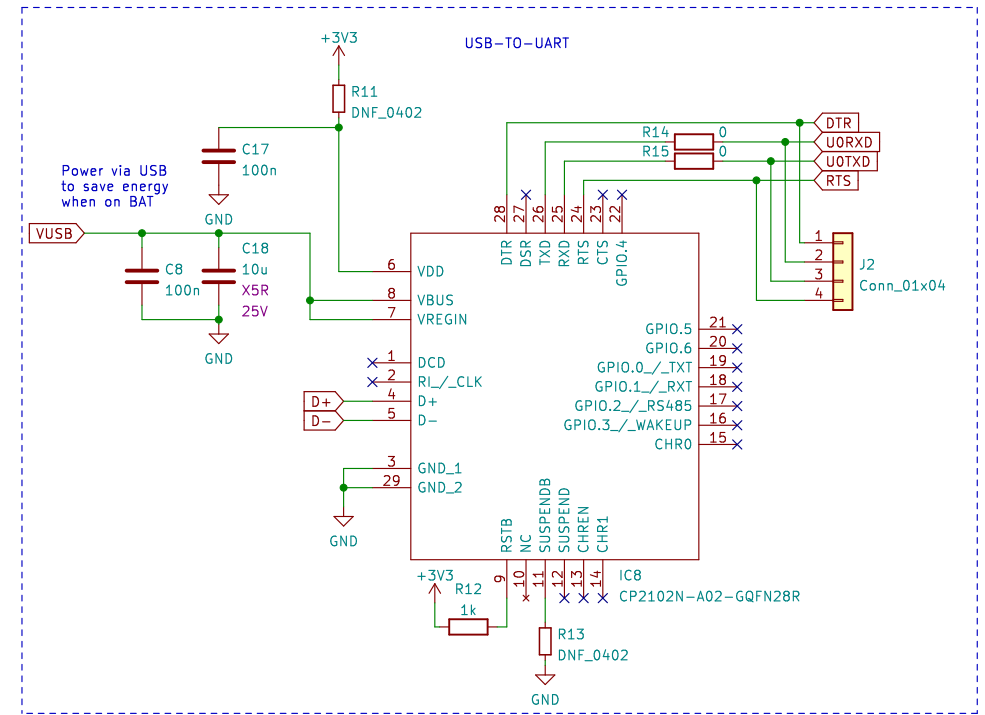 USB-TO-UART
+3V3
R11
DNF_0402
C17
100n
GND
Power via USB
to save energy
when on BAT
VUSB
C8
100n
C18
10u
X5R
25V
GND
R14 0
R15 0
DTR
U0RXD
U0TXD
RTS
28 27 26 25 24 23 22
DTR DSR TXD RXD RTS CTS GPIO.4
1
2
3
4
J2
Conn_01x04
6 VDD
8 VBUS
7 VREGIN
1 DCD
2 RI_/_CLK
D+ 4 D+
D- 5 D-
3 GND_1
29 GND_2
GND
GPIO.5 21
GPIO.6 20
GPIO.0_/_TXT 19
GPIO.1_/_RXT 18
GPIO.2_/_RS485 17
GPIO.3_/_WAKEUP 16
CHR0 15
RSTB NC SUSPENDB SUSPEND CHREN CHR1
9 10 11 12 13 14
IC8
CP2102N-A02-GQFN28R
+3V3
R12
1k
R13
DNF_0402
GND